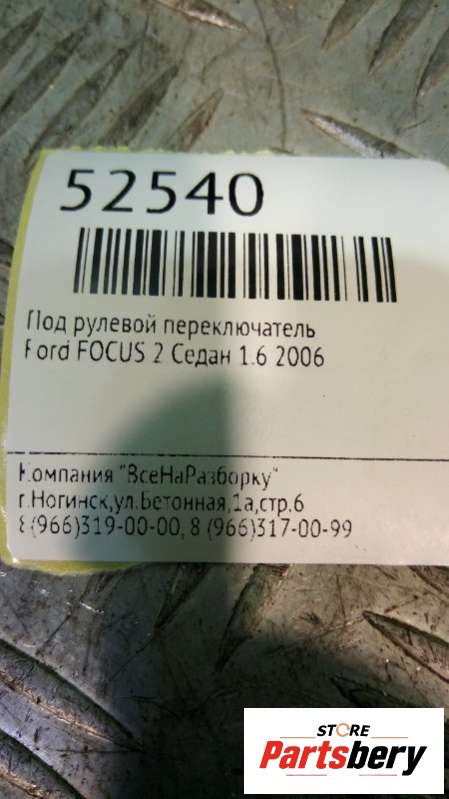 52540
Под рулевой переключатель
Ford FOCUS 2 Седан 1.6 2006
Компания "ВсеНаРазборку"
г.Ногинск,ул.Бетонная,1а,стр.6
8 (966)319-00-00, 8 (966)317-00-99
STORE
Partsbery